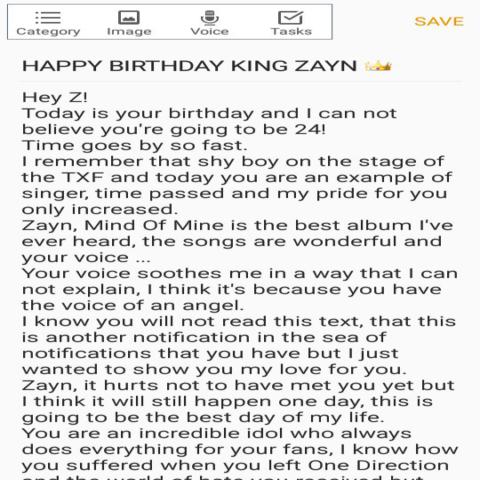 Category Image Voice Tasks SAVE
HAPPY BIRTHDAY KING ZAYN 👑
Hey Z!
Today is your birthday and I can not
believe you're going to be 24!
Time goes by so fast.
I remember that shy boy on the stage of
the TXF and today you are an example of
singer, time passed and my pride for you
only increased.
Zayn, Mind Of Mine is the best album I've
ever heard, the songs are wonderful and
your voice ...
Your voice soothes me in a way that I can
not explain, I think it's because you have
the voice of an angel.
I know you will not read this text, that this
is another notification in the sea of
notifications that you have but I just
wanted to show you my love for you.
Zayn, it hurts not to have met you yet but
I think it will still happen one day, this is
going to be the best day of my life.
You are an incredible idol who always
does everything for your fans, I know how
you suffered when you left One Direction
and the world of hate you received but